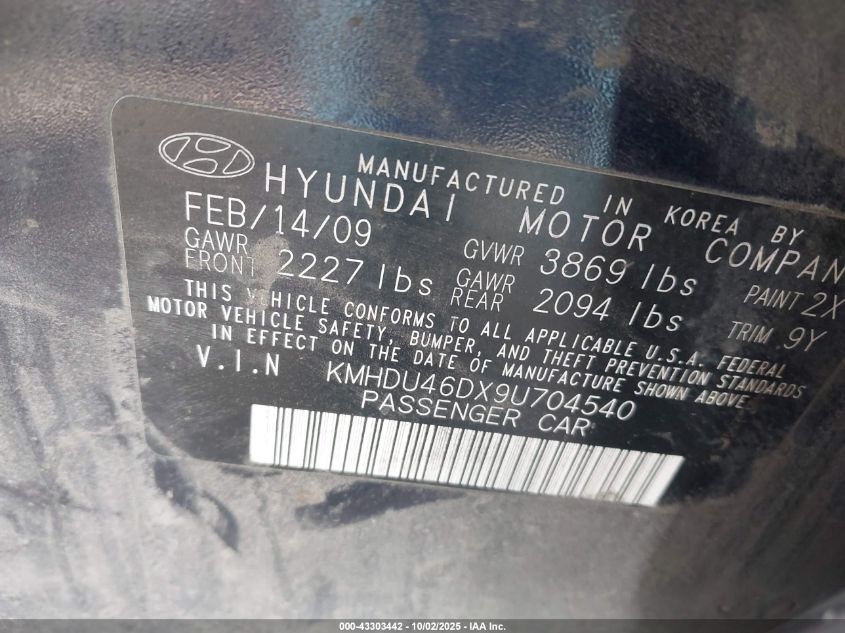 MANUFACTURED IN KOREA BY
HYUNDAI MOTOR COMPAN
FEB/14/09 GVWR 3869 lbs PAINT 2X
GAWR FRONT 2227 lbs GAWR REAR 2094 lbs TRIM 9Y
THIS VEHICLE CONFORMS TO ALL APPLICABLE U.S.A. FEDERAL
MOTOR VEHICLE SAFETY, BUMPER, AND THEFT PREVENTION STANDARDS
IN EFFECT ON THE DATE OF MANUFACTURE SHOWN ABOVE.
V.I.N KMHDU46DX9U704540
PASSENGER CAR
000-43303442 - 10/02/2025 - IAA Inc.